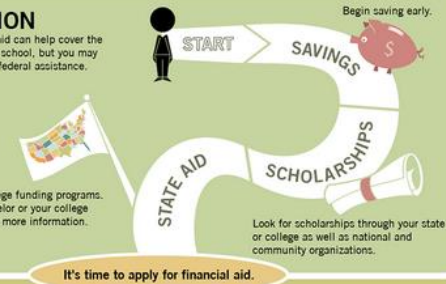 ION
aid can help cover the
school, but you may
federal assistance.
START
SAVINGS
Begin saving early.
$
SCHOLARSHIPS
Look for scholarships through your state
or college as well as national and
community organizations.
STATE AID
ge funding programs.
elor or your college
more information.
It's time to apply for financial aid.